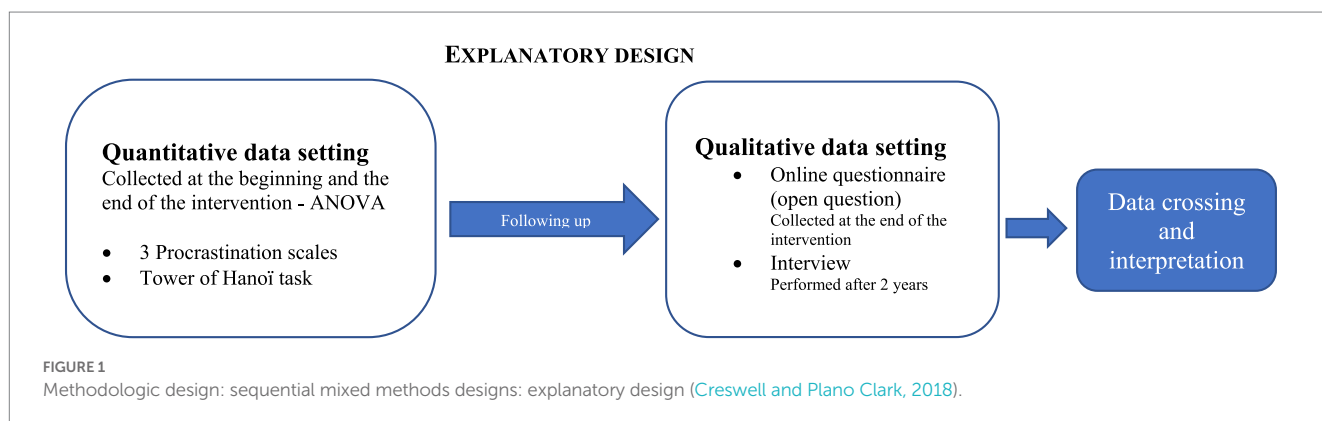 EXPLANATORY DESIGN
Quantitative data setting
Collected at the beginning and the
end of the intervention - ANOVA
• 3 Procrastination scales
• Tower of Hanoï task
Following up
Qualitative data setting
• Online questionnaire
(open question)
Collected at the end of the
intervention
• Interview
Performed after 2 years
Data crossing
and
interpretation
FIGURE 1
Methodologic design: sequential mixed methods designs: explanatory design (Creswell and Plano Clark, 2018).